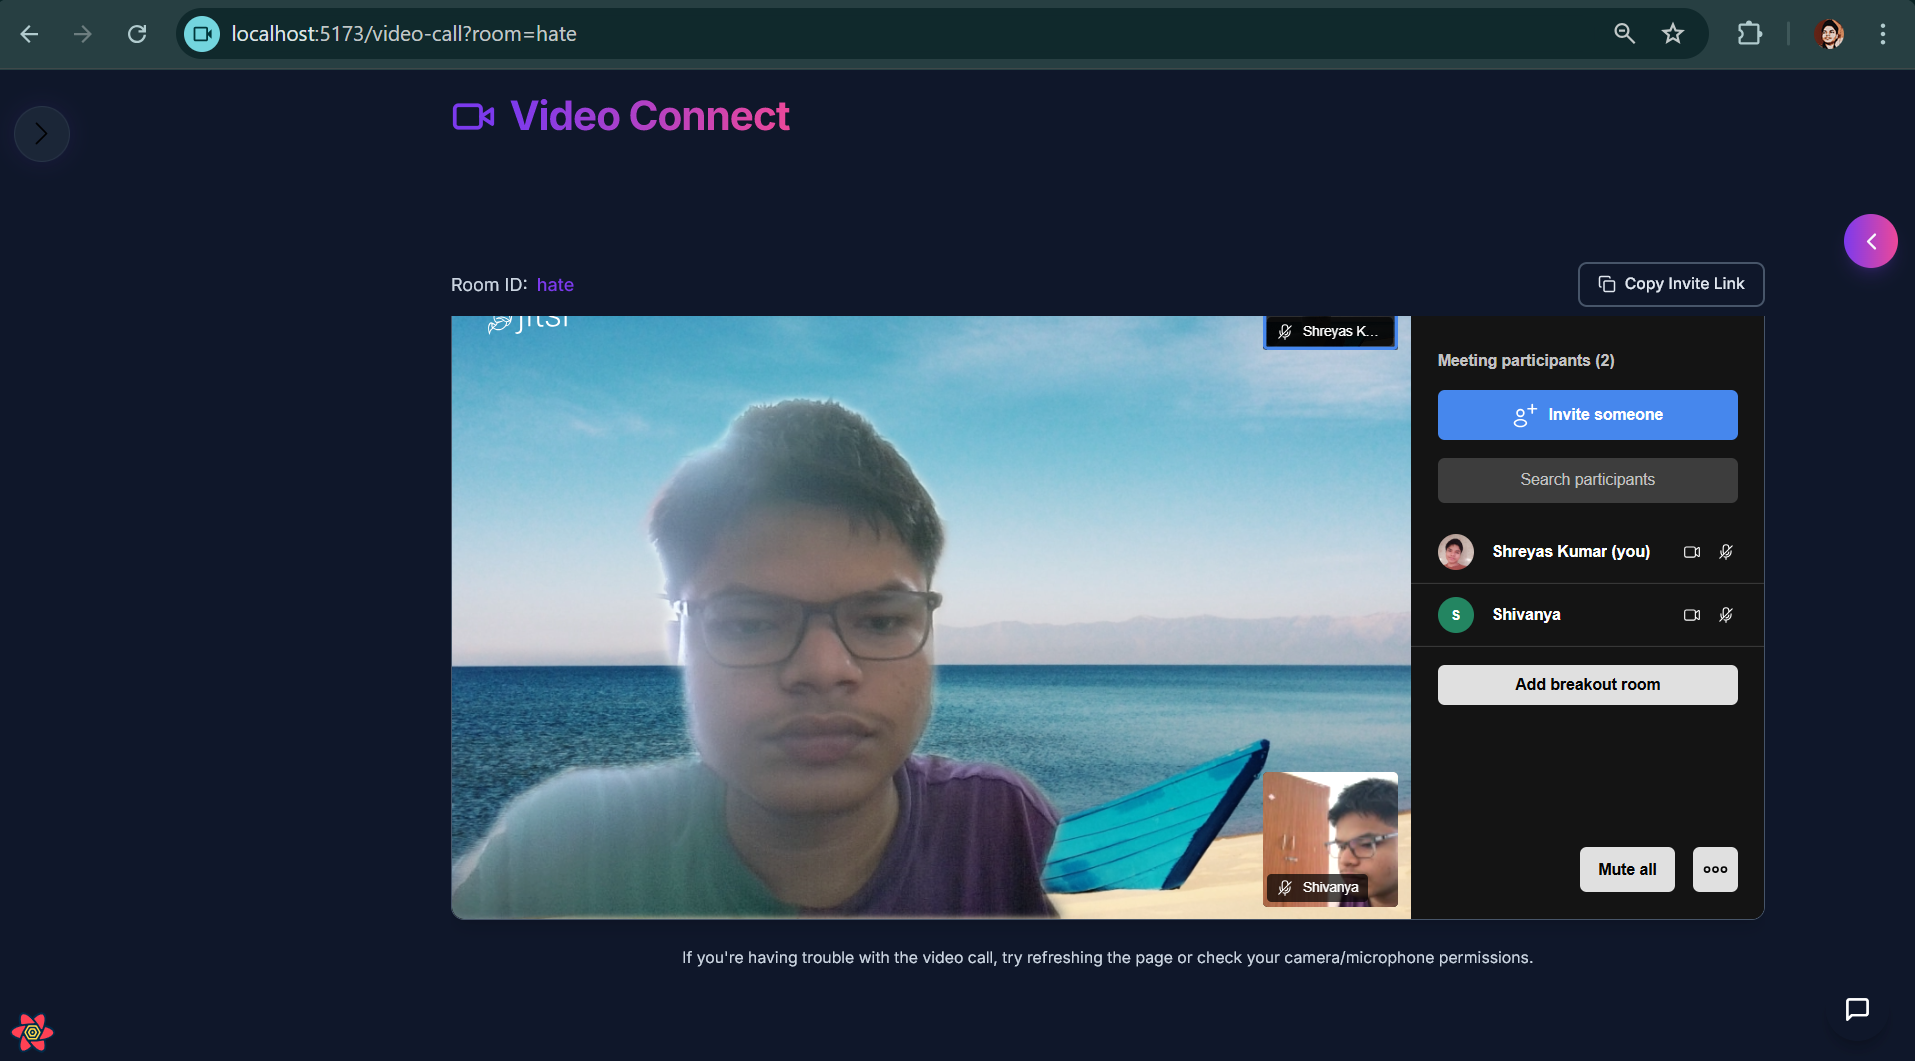 localhost:5173/video-call?room=hate
Video Connect
Room ID: hate
Copy Invite Link
Shreyas K...
Meeting participants (2)
Invite someone
Search participants
Shreyas Kumar (you)
S Shivanya
Add breakout room
Mute all
Shivanya
If you're having trouble with the video call, try refreshing the page or check your camera/microphone permissions.